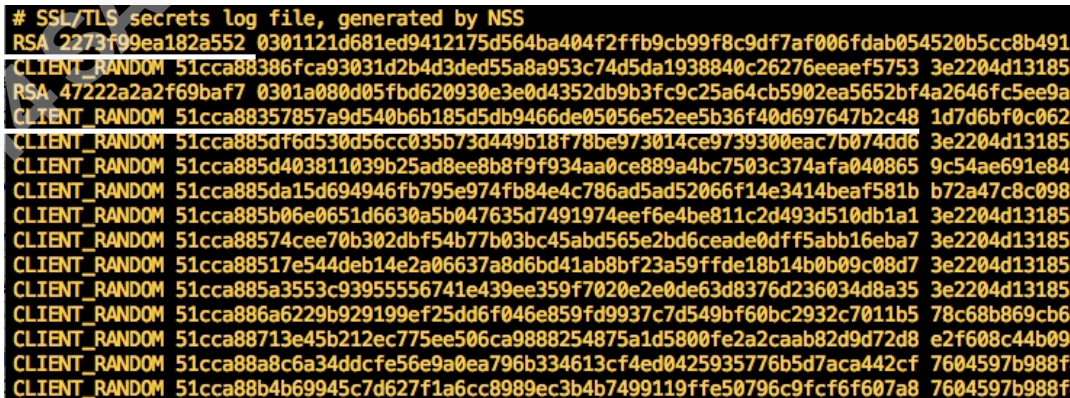 # SSL/TLS secrets log file, generated by NSS
RSA 2273f99ea182a552 0301121d681ed9412175d564ba404f2ffb9cb99f8c9df7af006fdab054520b5cc8b491
CLIENT_RANDOM 51cca88386fca93031d2b4d3ded55a8a953c74d5da1938840c26276eeaef5753 3e2204d13185
RSA 47222a2a2f69baf7 0301a080d05fbd620930e3e0d4352db9b3fc9c25a64cb5902ea5652bf4a2646fc5ee9a
CLIENT_RANDOM 51cca88357857a9d540b6b185d5db9466de05056e52ee5b36f40d697647b2c48 1d7d6bf0c062
CLIENT_RANDOM 51cca885df6d530d56cc035b73d449b18f78be973014ce9739300eac7b074dd6 3e2204d13185
CLIENT_RANDOM 51cca885d403811039b25ad8ee8b8f9f934aa0ce889a4bc7503c374afa040865 9c54ae691e84
CLIENT_RANDOM 51cca885da15d694946fb795e974fb84e4c786ad5ad52066f14e3414beaf581b b72a47c8c098
CLIENT_RANDOM 51cca885b06e0651d6630a5b047635d7491974eef6e4be811c2d493d510db1a1 3e2204d13185
CLIENT_RANDOM 51cca88574cee70b302dbf54b77b03bc45abd565e2bd6ceade0dff5abb16eba7 3e2204d13185
CLIENT_RANDOM 51cca88517e544deb14e2a06637a8d6bd41ab8bf23a59ffde18b14b0b09c08d7 3e2204d13185
CLIENT_RANDOM 51cca885a3553c93955556741e439ee359f7020e2e0de63d8376d236034d8a35 3e2204d13185
CLIENT_RANDOM 51cca886a6229b929199ef25dd6f046e859fd9937c7d549bf60bc2932c7011b5 78c68b869cb6
CLIENT_RANDOM 51cca88713e45b212ec775ee506ca9888254875a1d5800fe2a2caab82d9d72d8 e2f608c44b09
CLIENT_RANDOM 51cca88a8c6a34ddcfe56e9a0ea796b334613cf4ed0425935776b5d7aca442cf 7604597b988f
CLIENT_RANDOM 51cca88b4b69945c7d627f1a6cc8989ec3b4b7499119ffe50796c9fcf6f607a8 7604597b988f